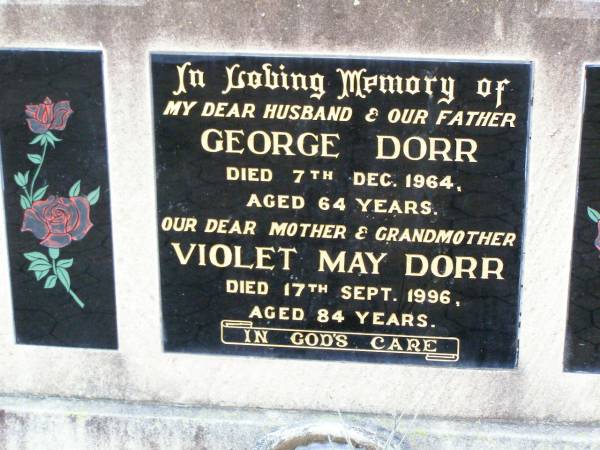 In Loving Memory of
MY DEAR HUSBAND & OUR FATHER
GEORGE DORR
DIED 7TH DEC. 1964,
AGED 64 YEARS.
OUR DEAR MOTHER & GRANDMOTHER
VIOLET MAY DORR
DIED 17TH SEPT. 1996,
AGED 84 YEARS.
IN GOD'S CARE